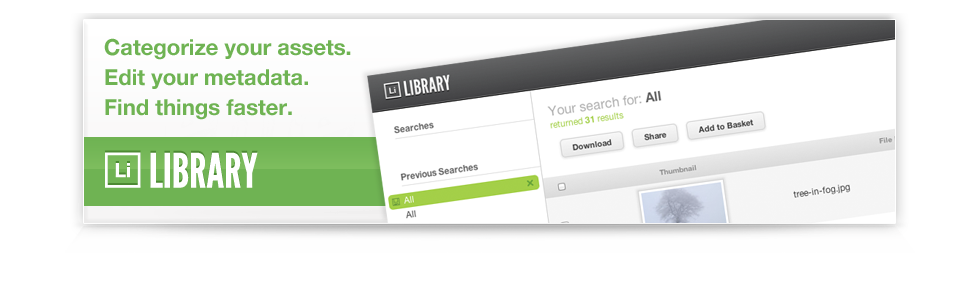 Categorize your assets.
Edit your metadata.
Find things faster.
Li LIBRARY
Li LIBRARY
Searches
Previous Searches
All
All
Your search for: All
returned 31 results
Download
Share
Add to Basket
Thumbnail
File
tree-in-fog.jpg